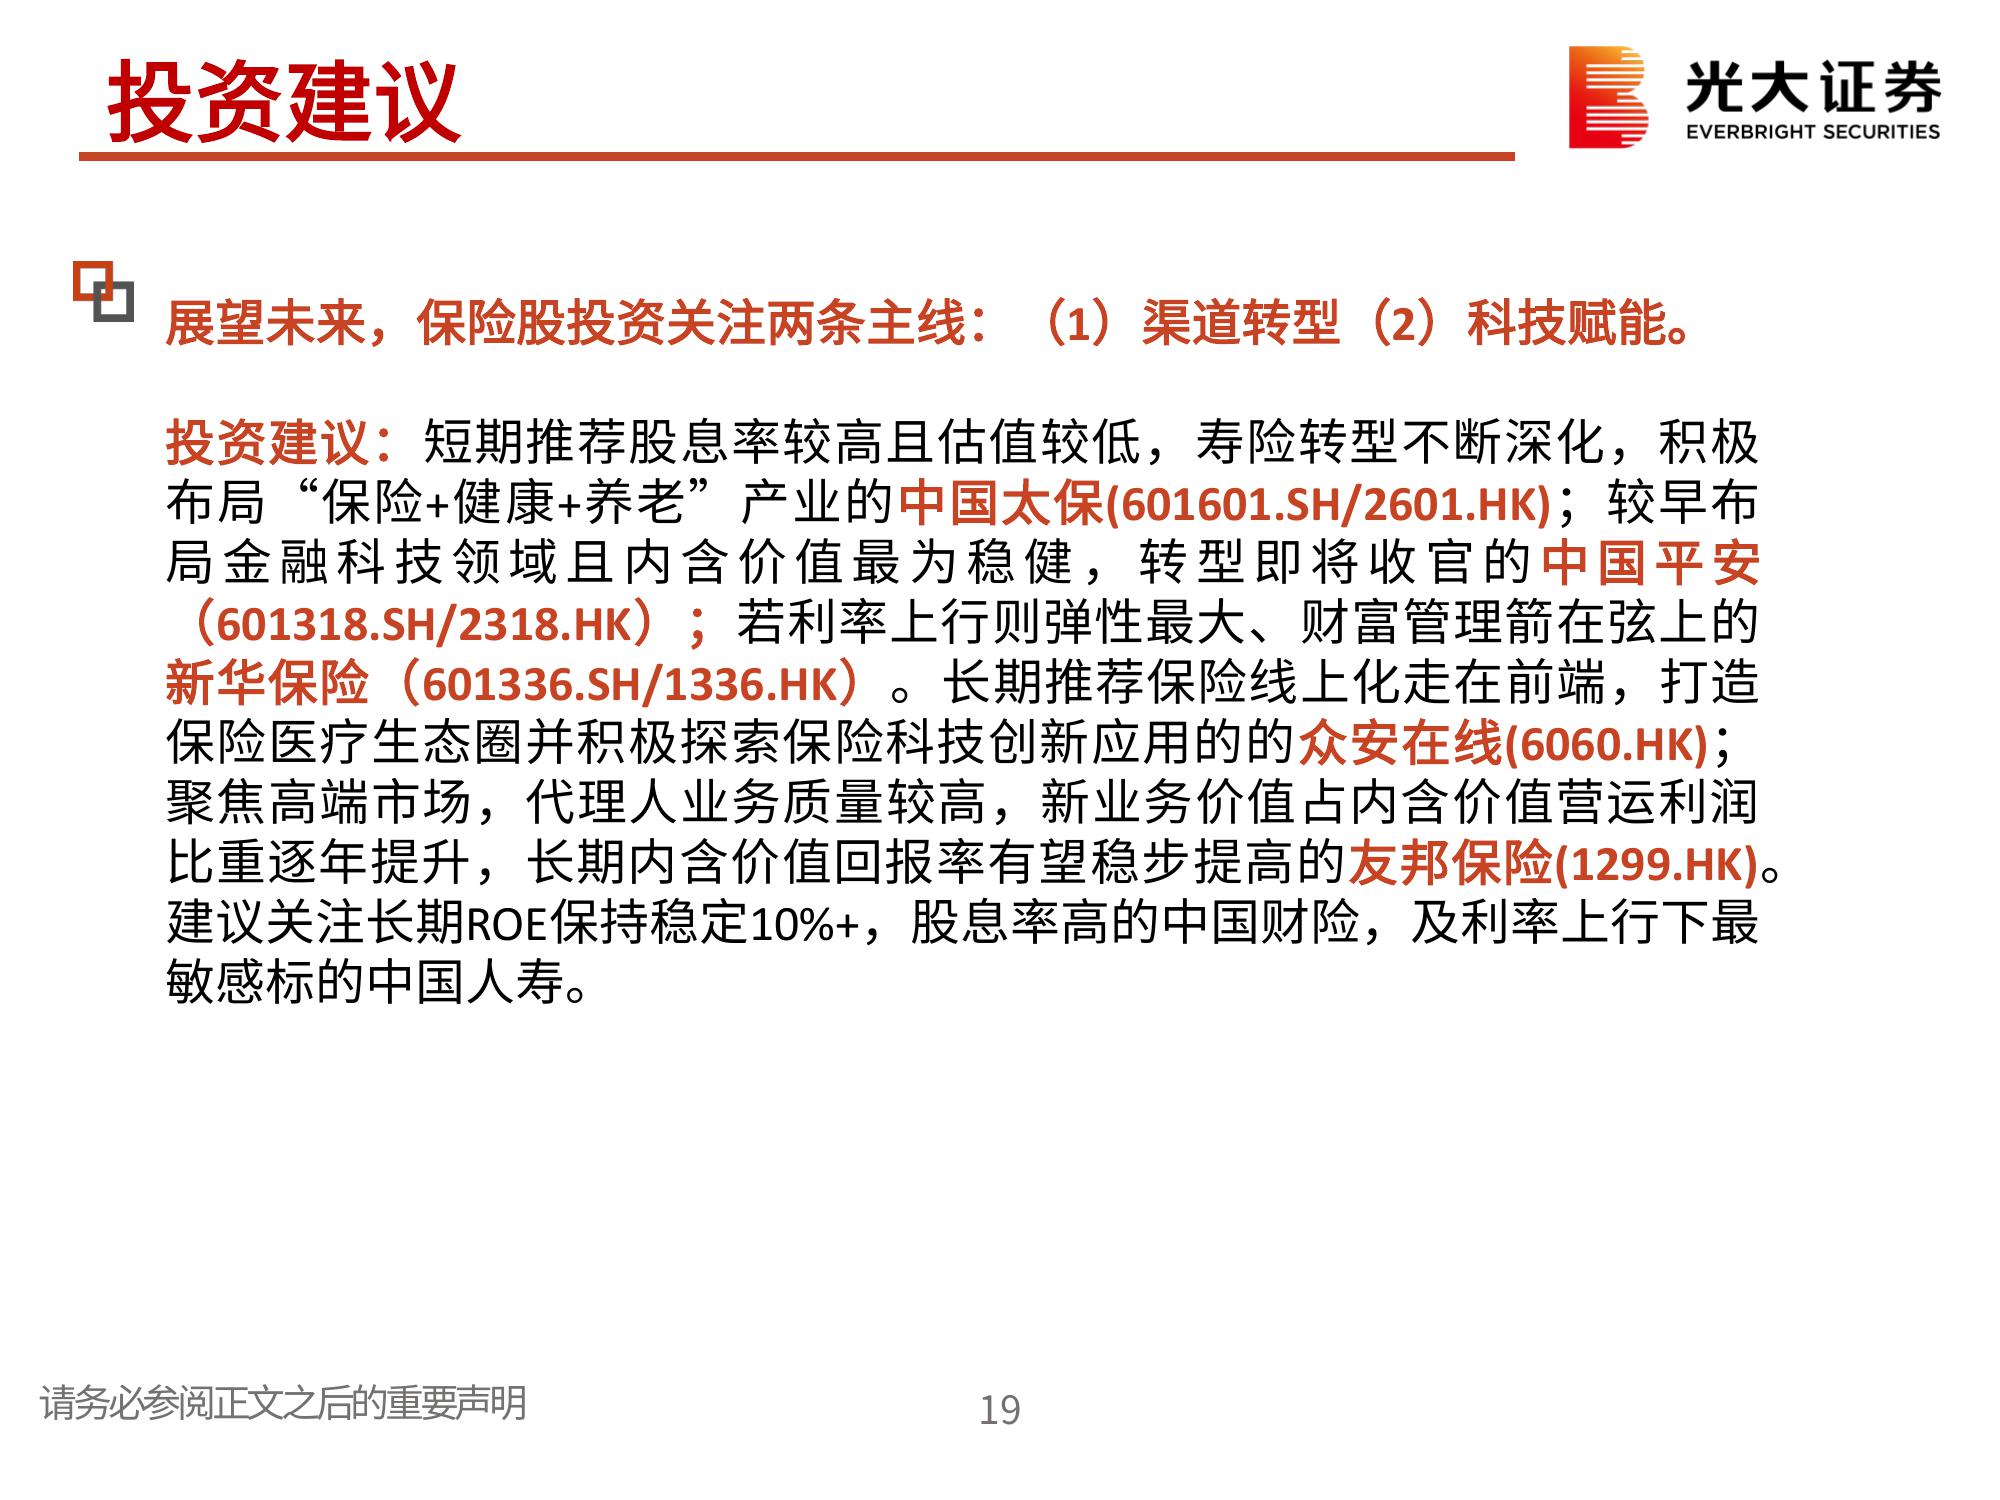 投资建议
光大证券
EVERBRIGHT SECURITIES
展望未来，保险股投资关注两条主线：（1）渠道转型（2）科技赋能。
投资建议：短期推荐股息率较高且估值较低，寿险转型不断深化，积极
布局“保险+健康+养老”产业的中国太保(601601.SH/2601.HK)；较早布
局金融科技领域且内含价值最为稳健，转型即将收官的中国平安
（601318.SH/2318.HK）；若利率上行则弹性最大、财富管理箭在弦上的
新华保险（601336.SH/1336.HK）。长期推荐保险线上化走在前端，打造
保险医疗生态圈并积极探索保险科技创新应用的的众安在线(6060.HK)；
聚焦高端市场，代理人业务质量较高，新业务价值占内含价值营运利润
比重逐年提升，长期内含价值回报率有望稳步提高的友邦保险(1299.HK)。
建议关注长期ROE保持稳定10%+，股息率高的中国财险，及利率上行下最
敏感标的中国人寿。
请务必参阅正文之后的重要声明
19